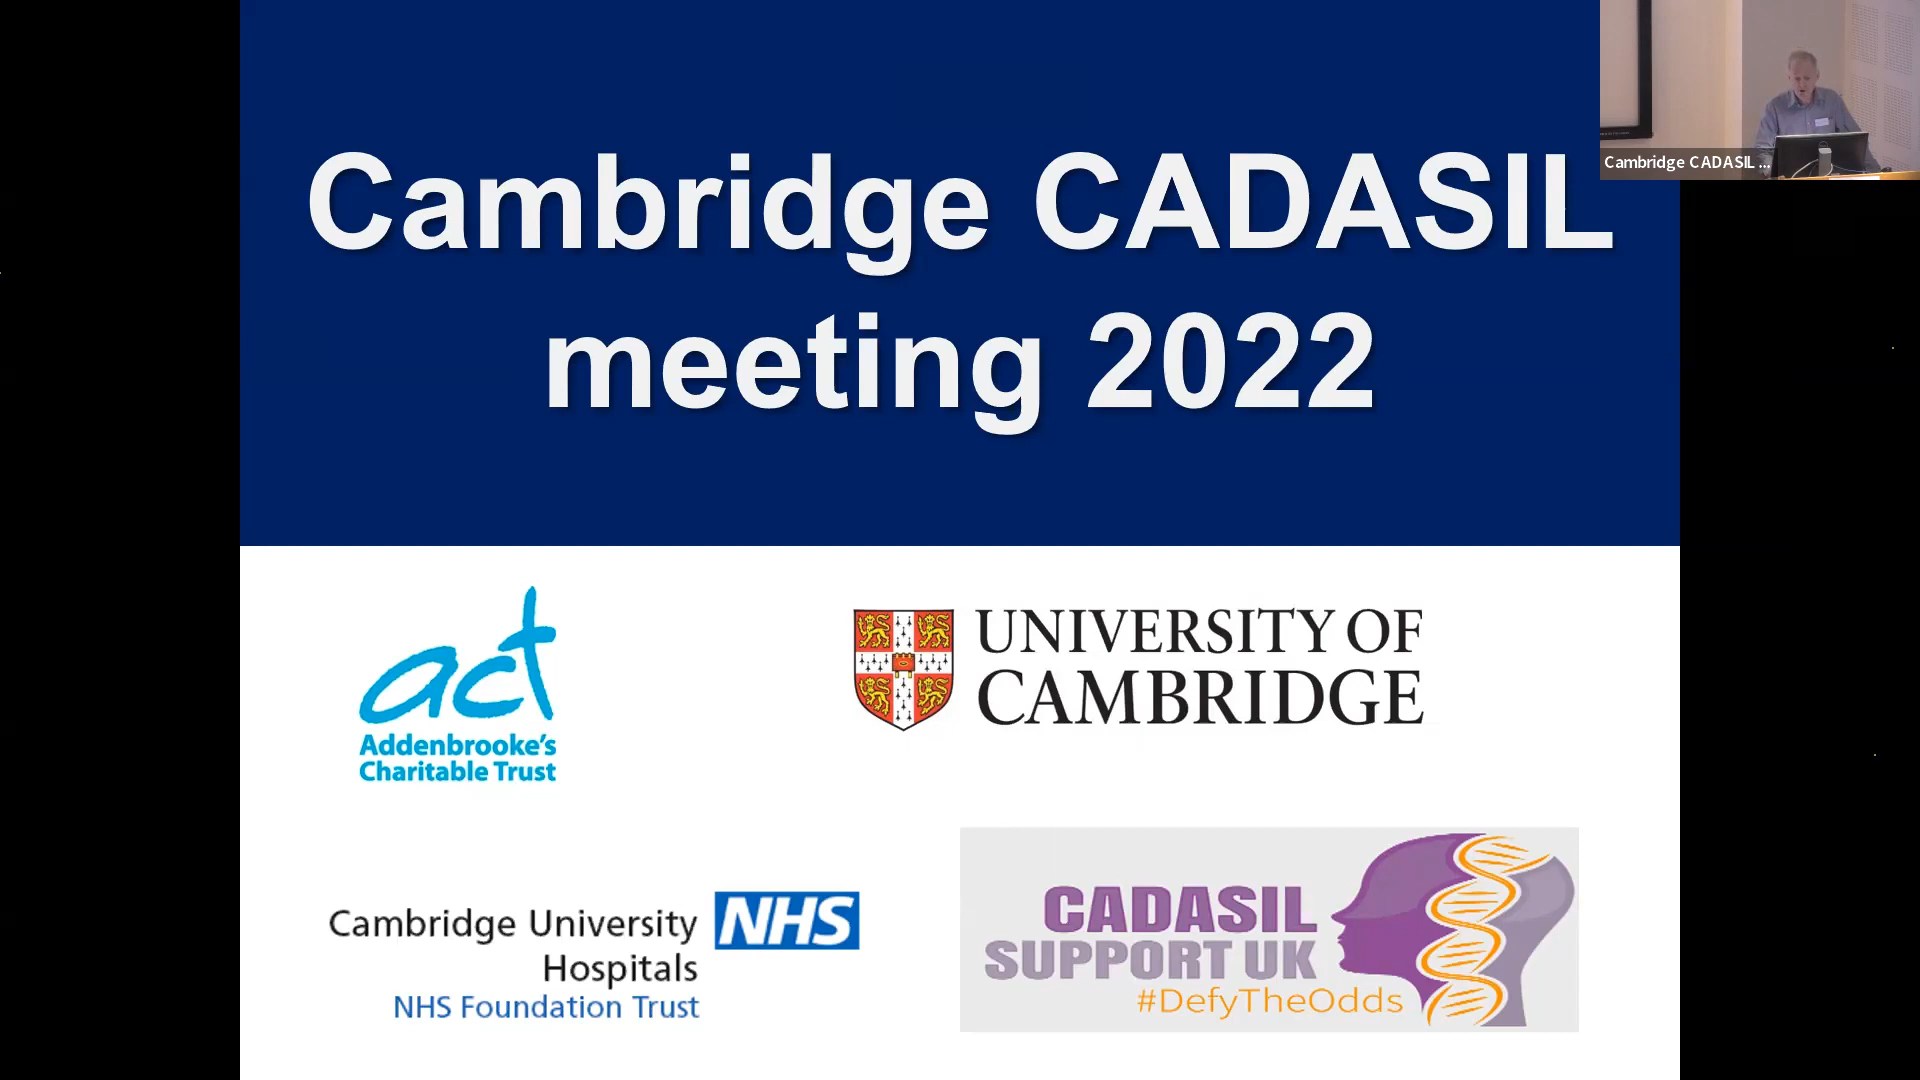 Cambridge CADASIL
meeting 2022
Cambridge CADASIL ...
act
Addenbrooke's
Charitable Trust
UNIVERSITY OF
CAMBRIDGE
Cambridge University
Hospitals
NHS
NHS Foundation Trust
CADASIL
SUPPORT UK
#DefyTheOdds